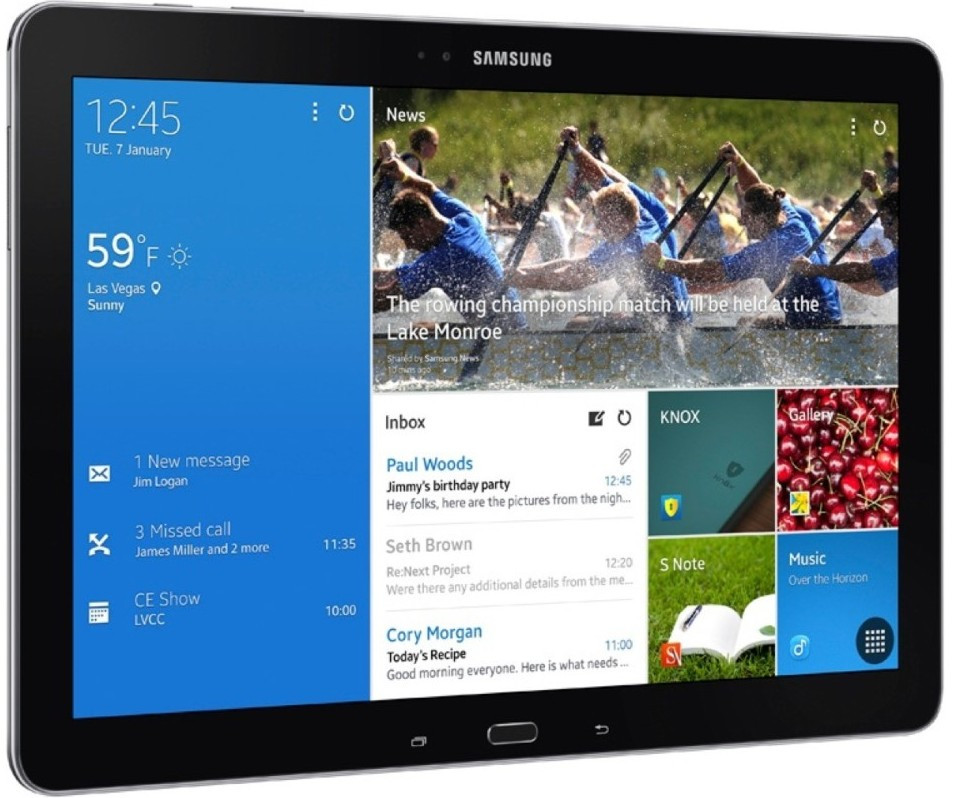 SAMSUNG
12:45
TUE. 7 January
59°F
Las Vegas
Sunny
1 New message
Jim Logan
3 Missed call
James Miller and 2 more 11:35
CE Show
LVCC 10:00
News
The rowing championship match will be held at the
Lake Monroe
Shared by Samsung News
10 mins ago
Inbox
Paul Woods
Jimmy's birthday party 12:45
Hey folks, here are the pictures from the nigh...
Seth Brown
Re:Next Project 12:20
Were there any additional details from the me...
Cory Morgan
Today's Recipe 11:00
Good morning everyone. Here is what needs ...
KNOX
Gallery
S Note
Music
Over the Horizon